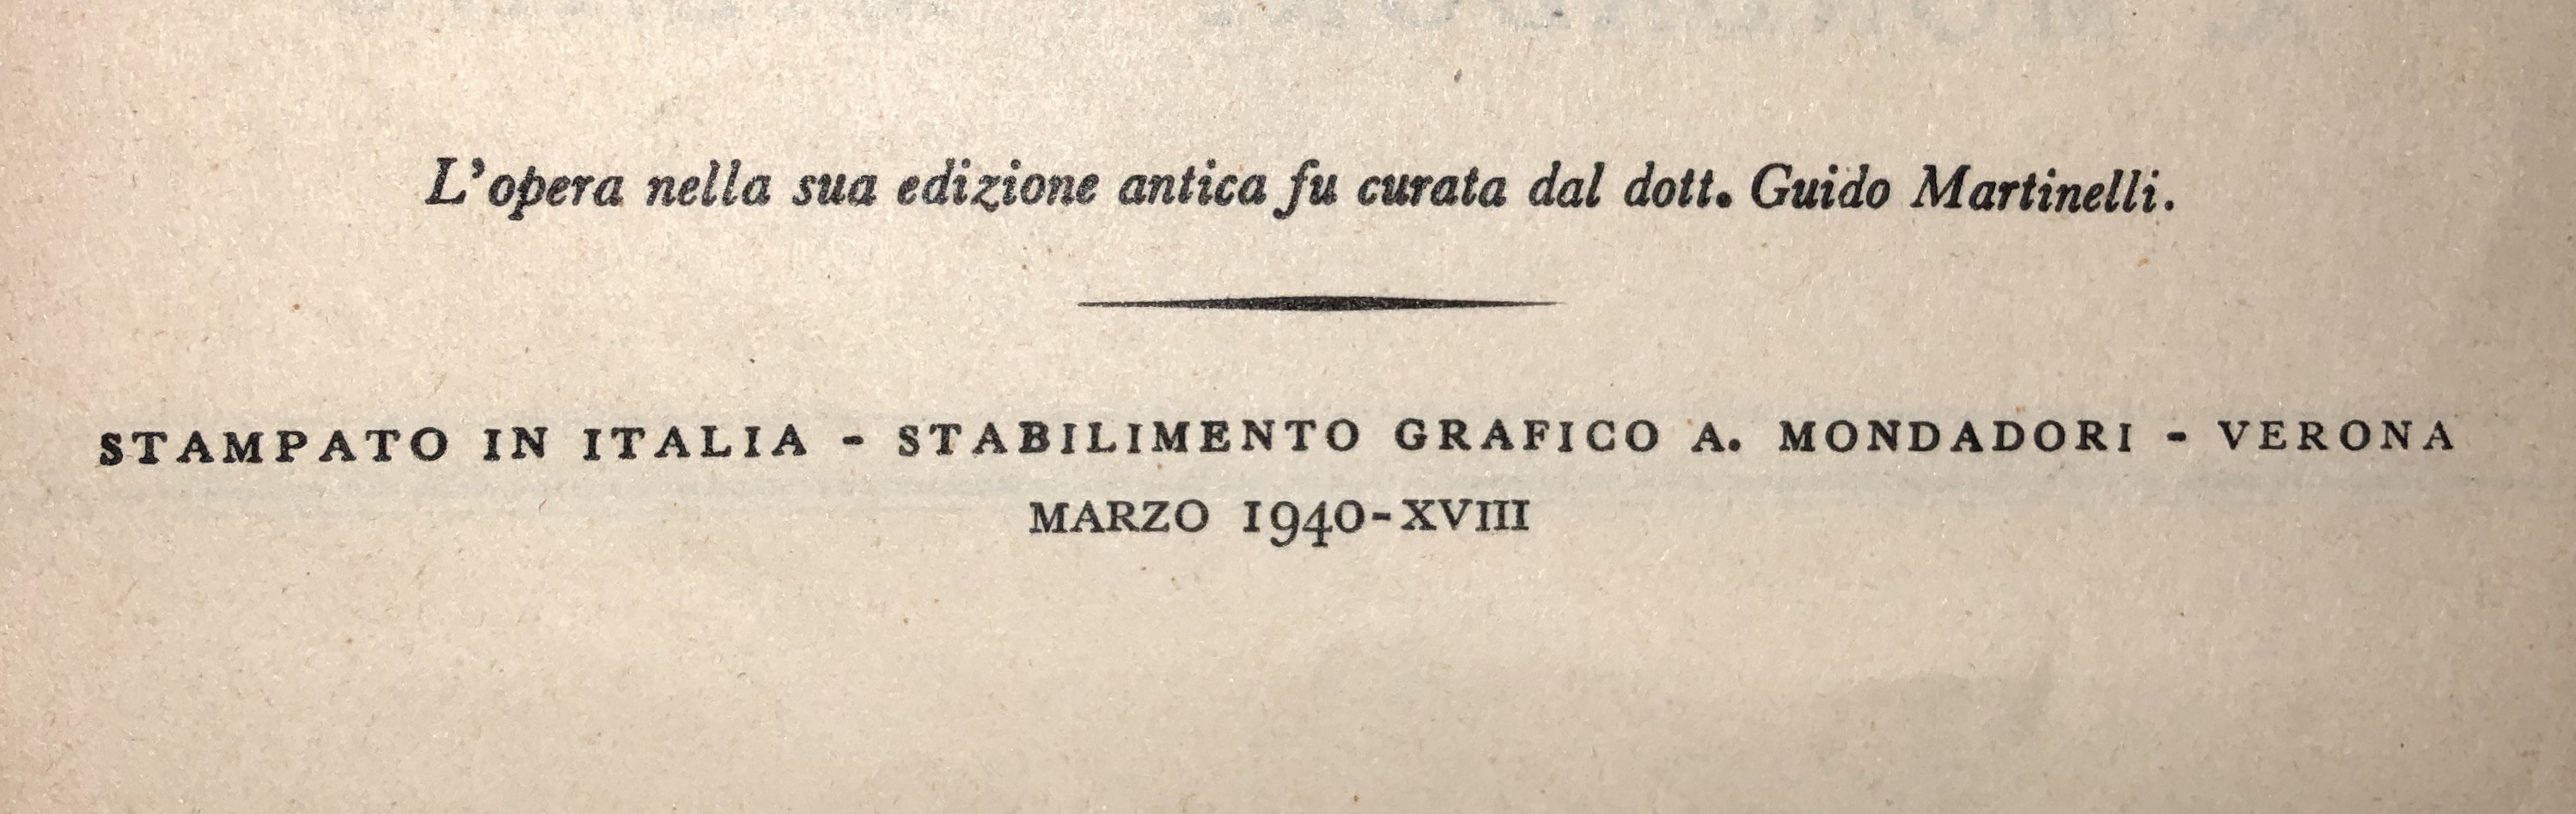 L'opera nella sua edizione antica fu curata dal dott. Guido Martinelli.
STAMPATO IN ITALIA - STABILIMENTO GRAFICO A. MONDADORI - VERONA
MARZO 1940-XVIII